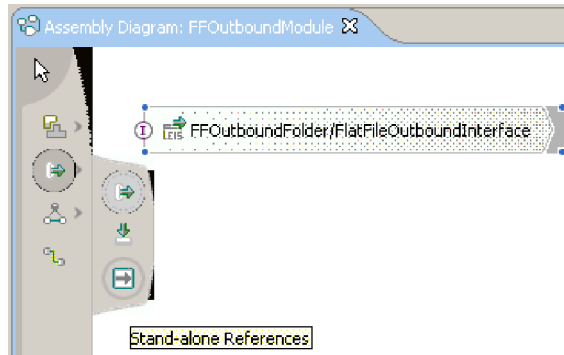 Assembly Diagram: FFOutboundModule
I EIS FFOutboundFolder/FlatFileOutboundInterface
Stand-alone References